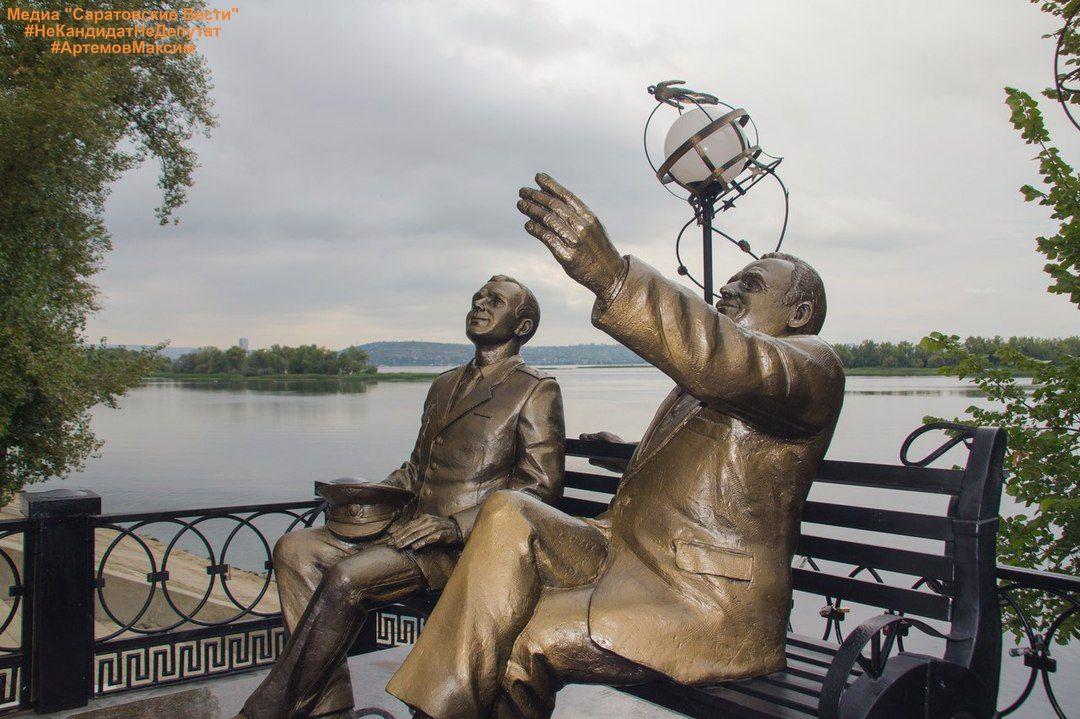 Медиа "Саратовские Вести"
#НеКандидатНеДепутат
#АртемовМаксим